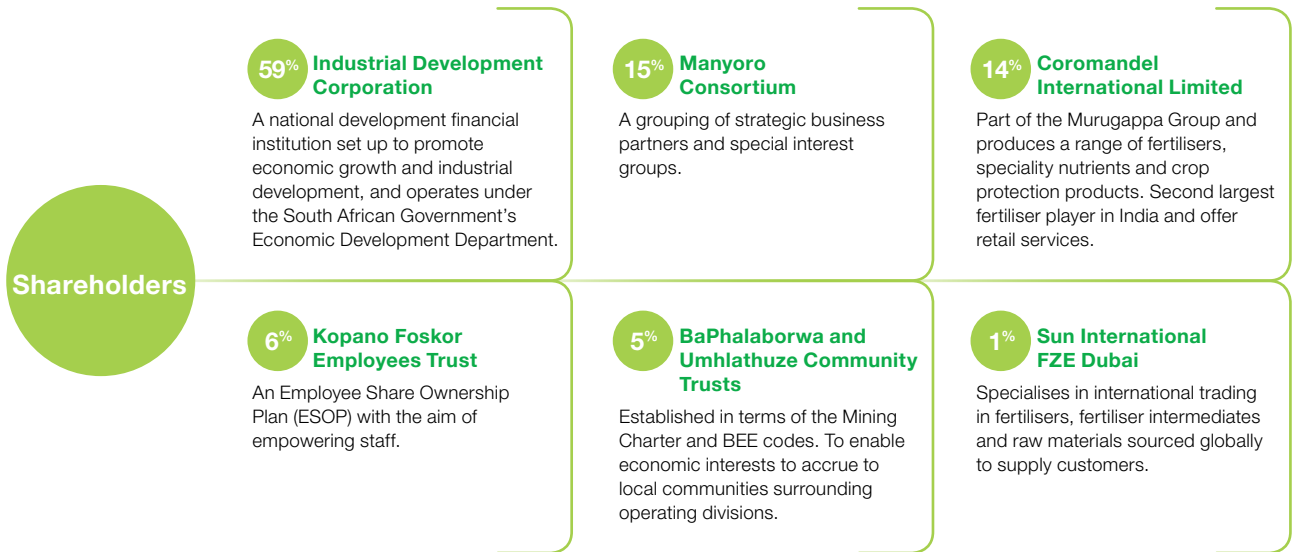 Shareholders
59% Industrial Development
Corporation
A national development financial
institution set up to promote
economic growth and industrial
development, and operates under
the South African Government’s
Economic Development Department.
15% Manyoro
Consortium
A grouping of strategic business
partners and special interest
groups.
14% Coromandel
International Limited
Part of the Murugappa Group and
produces a range of fertilisers,
speciality nutrients and crop
protection products. Second largest
fertiliser player in India and offer
retail services.
6% Kopano Foskor
Employees Trust
An Employee Share Ownership
Plan (ESOP) with the aim of
empowering staff.
5% BaPhalaborwa and
Umhlathuze Community
Trusts
Established in terms of the Mining
Charter and BEE codes. To enable
economic interests to accrue to
local communities surrounding
operating divisions.
1% Sun International
FZE Dubai
Specialises in international trading
in fertilisers, fertiliser intermediates
and raw materials sourced globally
to supply customers.